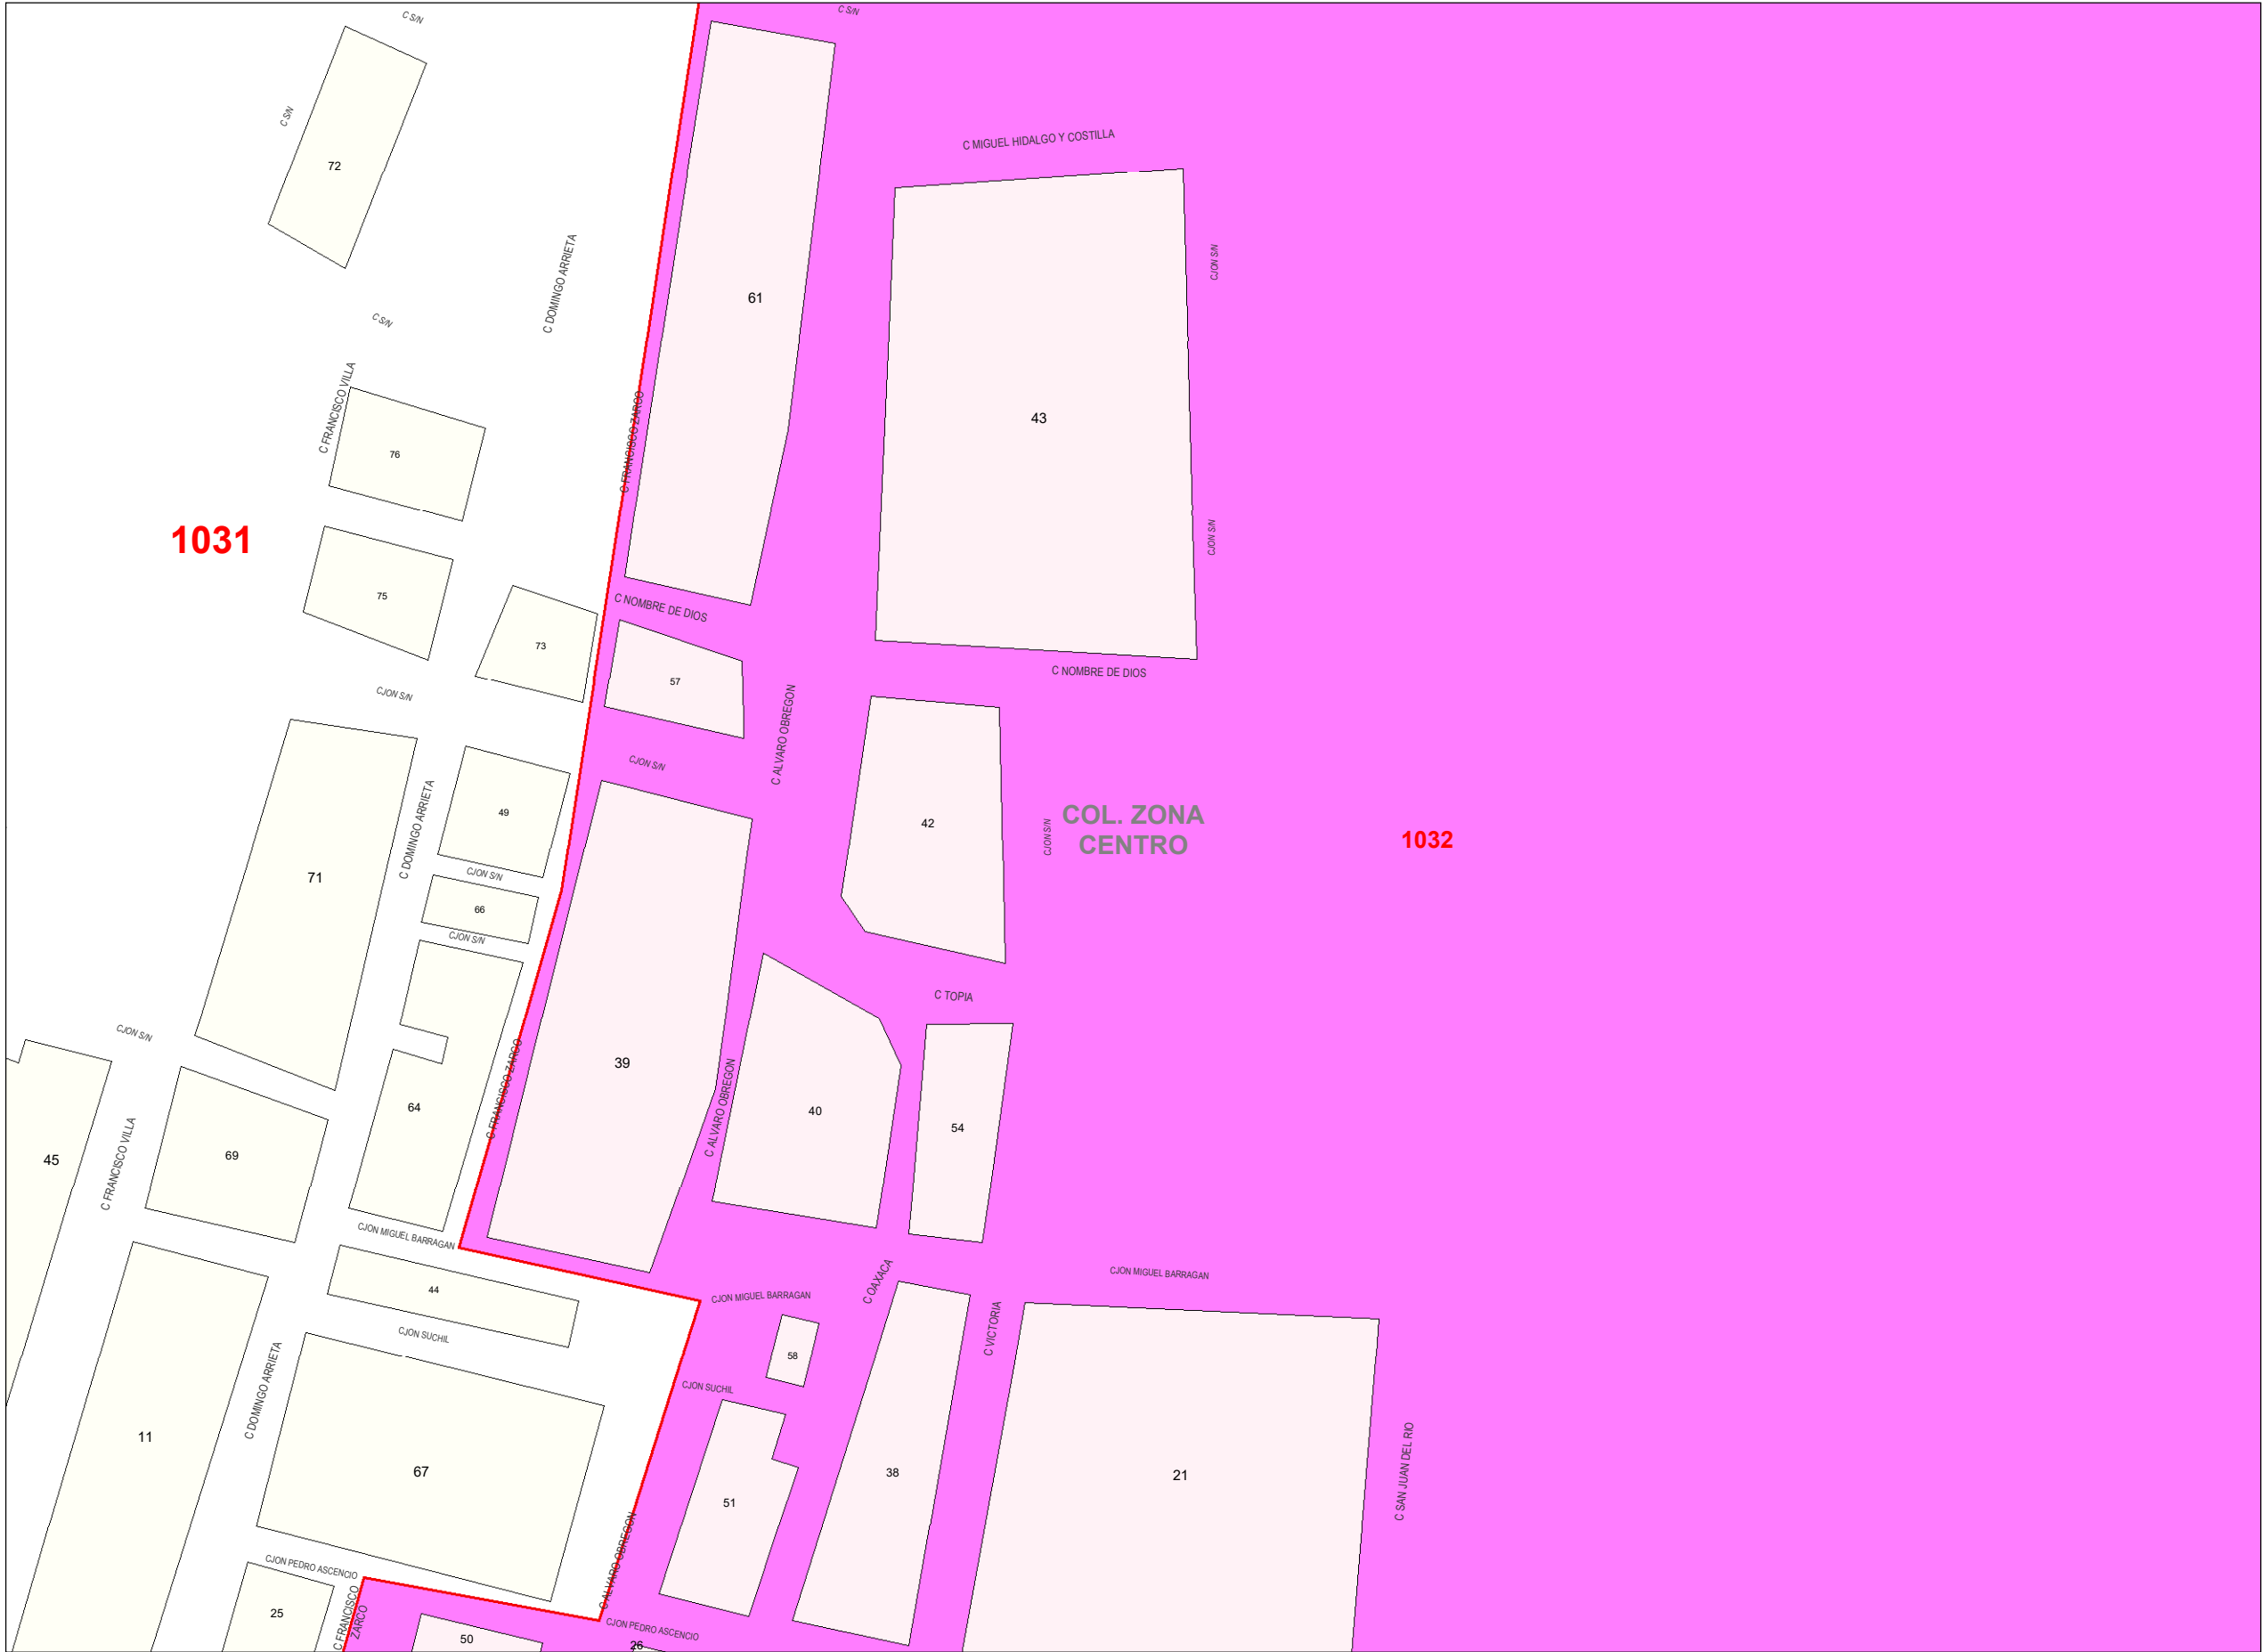 C S/N
C S/N
C S/N
72
C MIGUEL HIDALGO Y COSTILLA
CJON S/N
C DOMINGO ARRIETA
61
C S/N
C FRANCISCO VILLA
C FRANCISCO ZARCO
43
76
1031
CJON S/N
75
C NOMBRE DE DIOS
73
C NOMBRE DE DIOS
57
CJON S/N
C ALVARO OBREGON
CJON S/N
49
C DOMINGO ARRIETA
42
CJON S/N
COL. ZONA
CENTRO
1032
71
CJON S/N
66
CJON S/N
C TOPIA
CJON S/N
39
C FRANCISCO ZARCO
64
C ALVARO OBREGON
40
54
45
69
C FRANCISCO VILLA
CJON MIGUEL BARRAGAN
44
C OAXACA
CJON MIGUEL BARRAGAN
CJON MIGUEL BARRAGAN
C VICTORIA
CJON SUCHIL
58
CJON SUCHIL
C DOMINGO ARRIETA
11
67
51
38
21
C SAN JUAN DEL RIO
C ALVARO OBREGON
CJON PEDRO ASCENCIO
25
C FRANCISCO
ZARCO
50
CJON PEDRO ASCENCIO
26